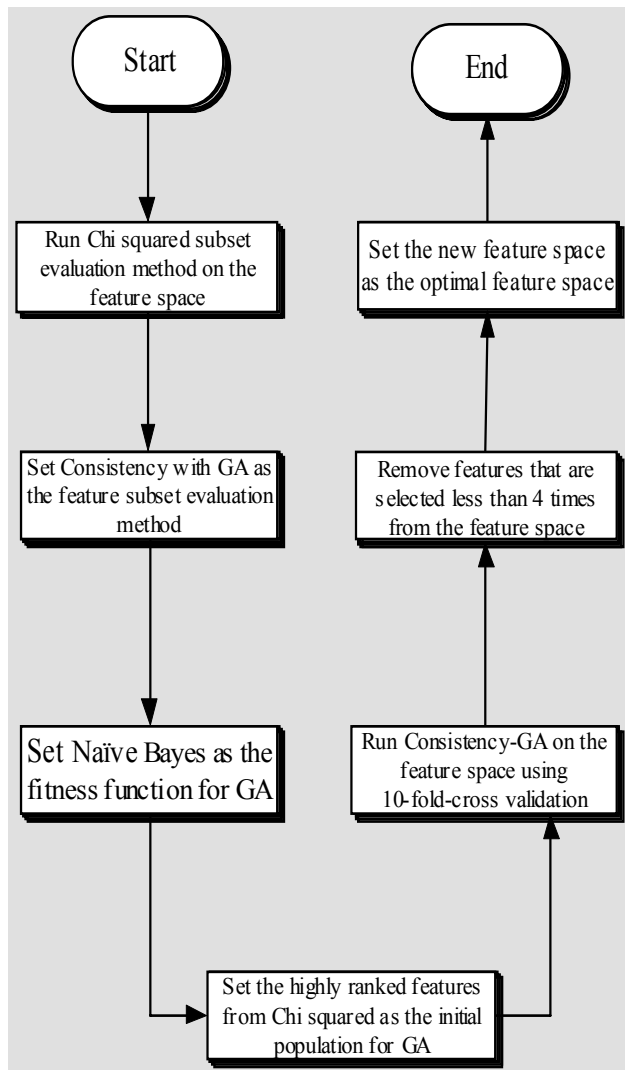 Start
Run Chi squared subset
evaluation method on the
feature space
Set Consistency with GA as
the feature subset evaluation
method
Set Naïve Bayes as the
fitness function for GA
Set the highly ranked features
from Chi squared as the initial
population for GA
Run Consistency-GA on the
feature space using
10-fold-cross validation
Remove features that are
selected less than 4 times
from the feature space
Set the new feature space
as the optimal feature space
End